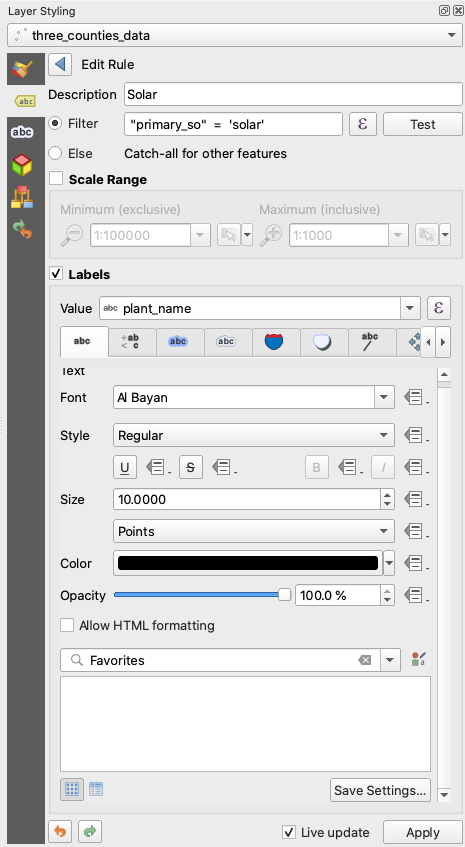 Layer Styling
three_counties_data
abc
Edit Rule
Description Solar
abc
Filter "primary_so" = 'solar' ε Test
Else Catch-all for other features
Scale Range
Minimum (exclusive) Maximum (inclusive)
1:100000 1:1000
Labels
Value abc plant_name ε
abc +ab < c abc abc abc
Text
Font Al Bayan
Style Regular
U S B I
Size 10.0000
Points
Color
Opacity 100.0 %
Allow HTML formatting
Favorites a
Save Settings...
Live update Apply